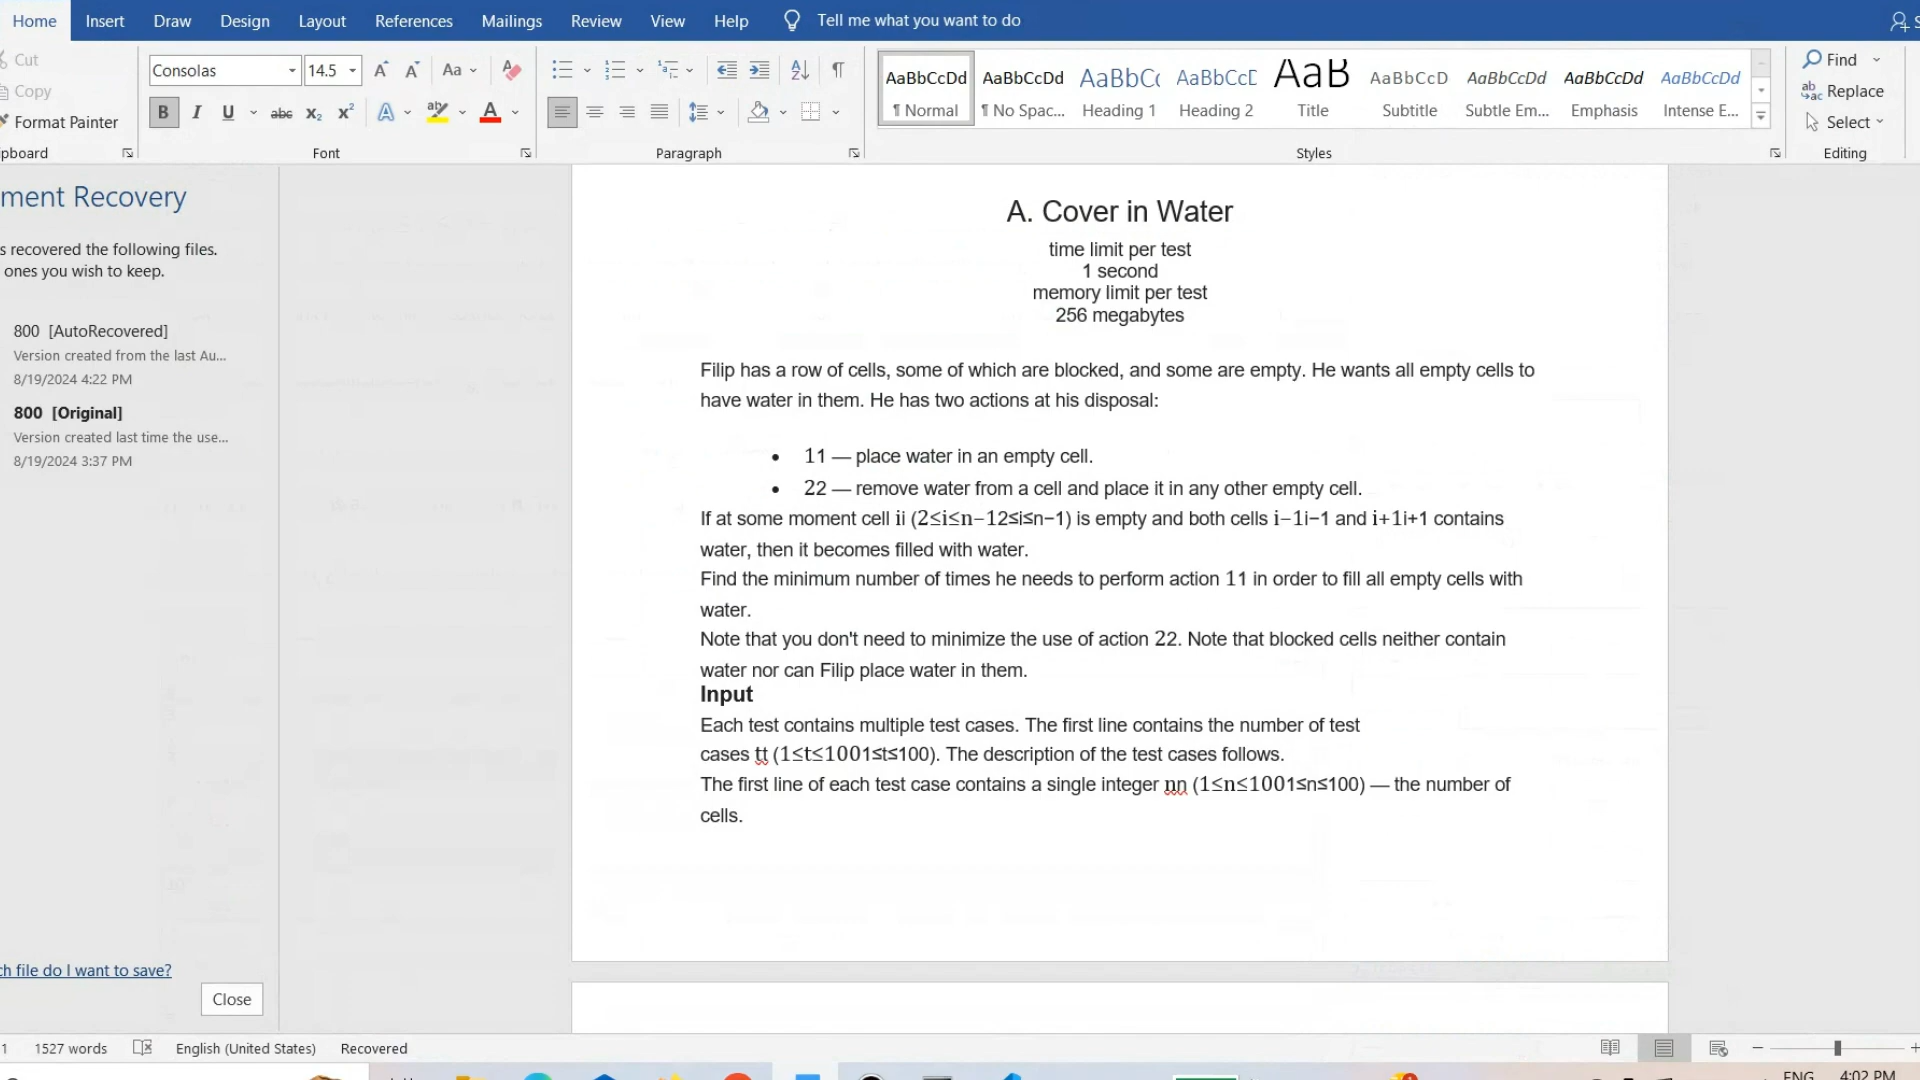 Home Insert Draw Design Layout References Mailings Review View Help Tell me what you want to do
Cut
Copy
Format Painter
Consolas 14.5 Aa
B I U abc x₂ x² A A
¶
AaBbCcDd AaBbCcDd AaBbCc AaBbCcD AaB AaBbCcD AaBbCcDd AaBbCcDd AaBbCcDd
¶ Normal ¶ No Spac... Heading 1 Heading 2 Title Subtitle Subtle Em... Emphasis Intense E...
Find
Replace
Select
pboard Font Paragraph Styles Editing
ment Recovery
s recovered the following files.
ones you wish to keep.
800 [AutoRecovered]
Version created from the last Au...
8/19/2024 4:22 PM
800 [Original]
Version created last time the use...
8/19/2024 3:37 PM
ch file do I want to save?
Close
A. Cover in Water
time limit per test
1 second
memory limit per test
256 megabytes
Filip has a row of cells, some of which are blocked, and some are empty. He wants all empty cells to
have water in them. He has two actions at his disposal:
• 11 — place water in an empty cell.
• 22 — remove water from a cell and place it in any other empty cell.
If at some moment cell ii (2≤i≤n−12≤i≤n−1) is empty and both cells i−1i−1 and i+1i+1 contains
water, then it becomes filled with water.
Find the minimum number of times he needs to perform action 11 in order to fill all empty cells with
water.
Note that you don't need to minimize the use of action 22. Note that blocked cells neither contain
water nor can Filip place water in them.
Input
Each test contains multiple test cases. The first line contains the number of test
cases tt (1≤t≤1001≤t≤100). The description of the test cases follows.
The first line of each test case contains a single integer nn (1≤n≤1001≤n≤100) — the number of
cells.
1 1527 words English (United States) Recovered
ENG 4:02 PM